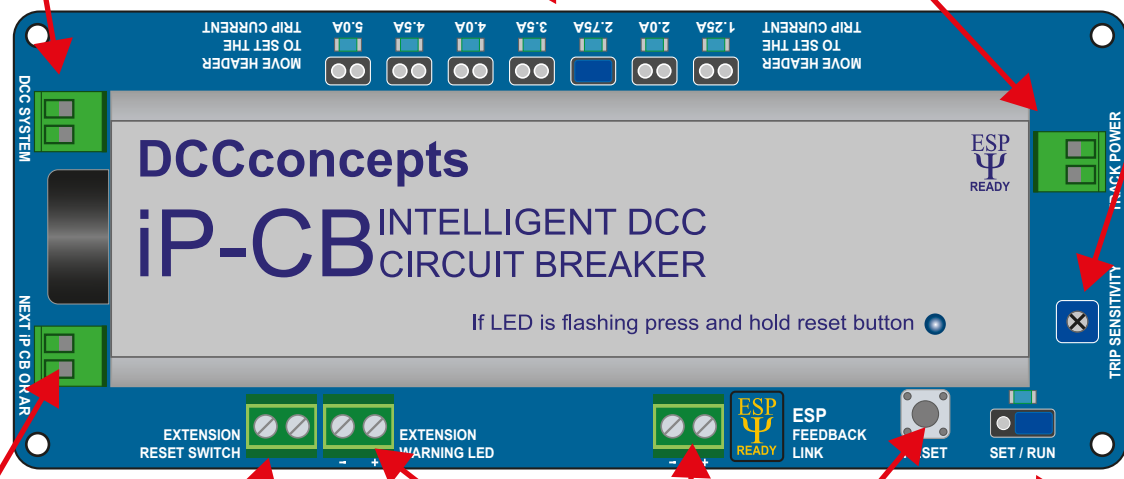 TRIP CURRENT
TO SET THE
MOVE HEADER
5.0A
4.5A
4.0A
3.5A
2.75A
2.0A
1.25A
TRIP CURRENT
TO SET THE
MOVE HEADER
DCC SYSTEM
DCCconcepts
iP-CB
INTELLIGENT DCC
CIRCUIT BREAKER
ESP
Ψ
READY
TRACK POWER
If LED is flashing press and hold reset button
NEXT iP CB OR AR
TRIP SENSITIVITY
EXTENSION
RESET SWITCH
- +
EXTENSION
WARNING LED
- +
ESP
Ψ
READY
ESP
FEEDBACK
LINK
RESET
SET / RUN